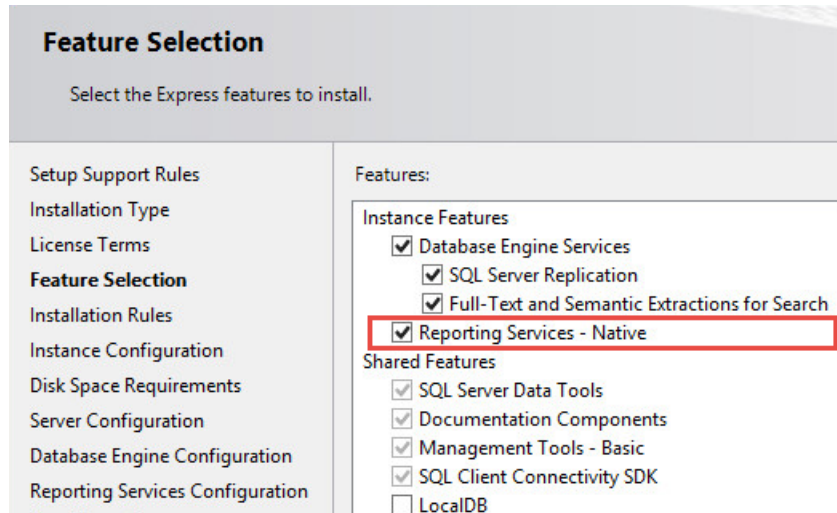 Feature Selection
Select the Express features to install.
Setup Support Rules
Installation Type
License Terms
Feature Selection
Installation Rules
Instance Configuration
Disk Space Requirements
Server Configuration
Database Engine Configuration
Reporting Services Configuration
Features:
Instance Features
Database Engine Services
SQL Server Replication
Full-Text and Semantic Extractions for Search
Reporting Services - Native
Shared Features
SQL Server Data Tools
Documentation Components
Management Tools - Basic
SQL Client Connectivity SDK
LocalDB